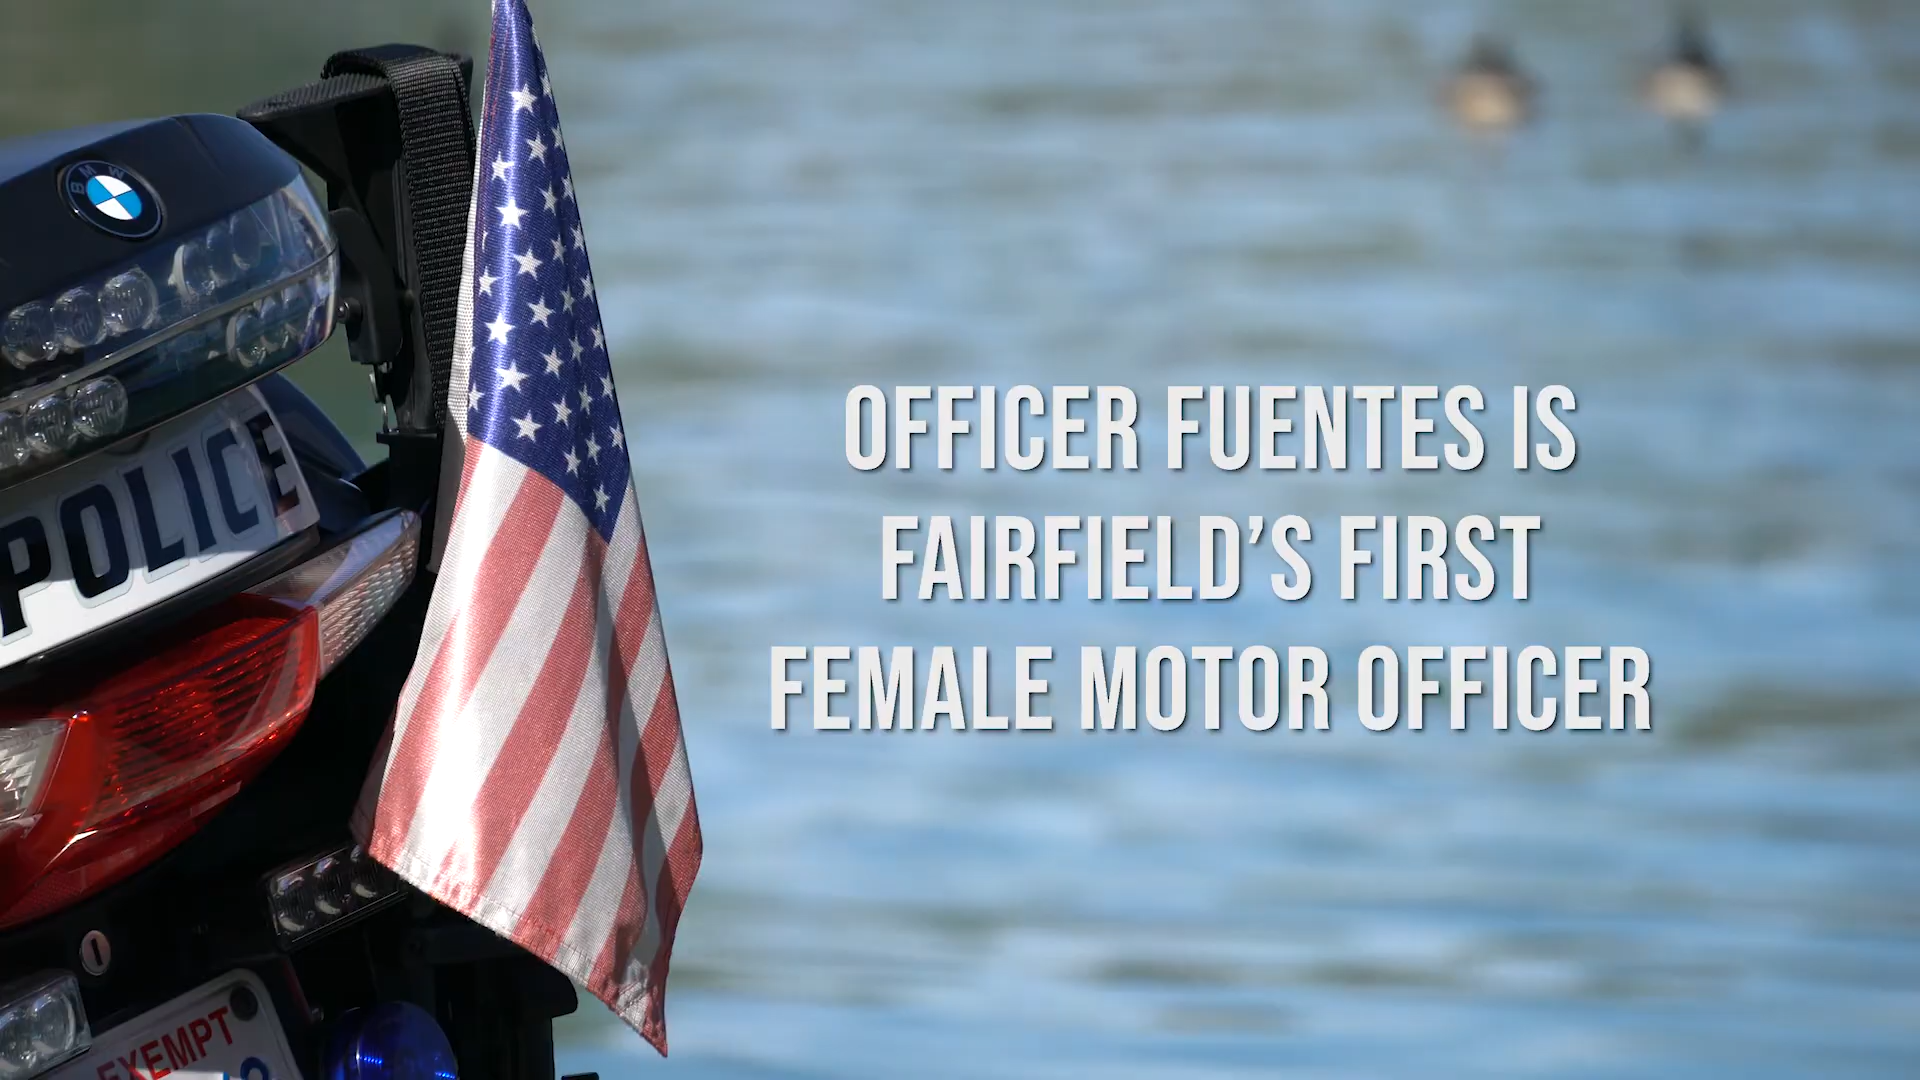 BMW
POLICE
EXEMPT
OFFICER FUENTES IS
FAIRFIELD’S FIRST
FEMALE MOTOR OFFICER